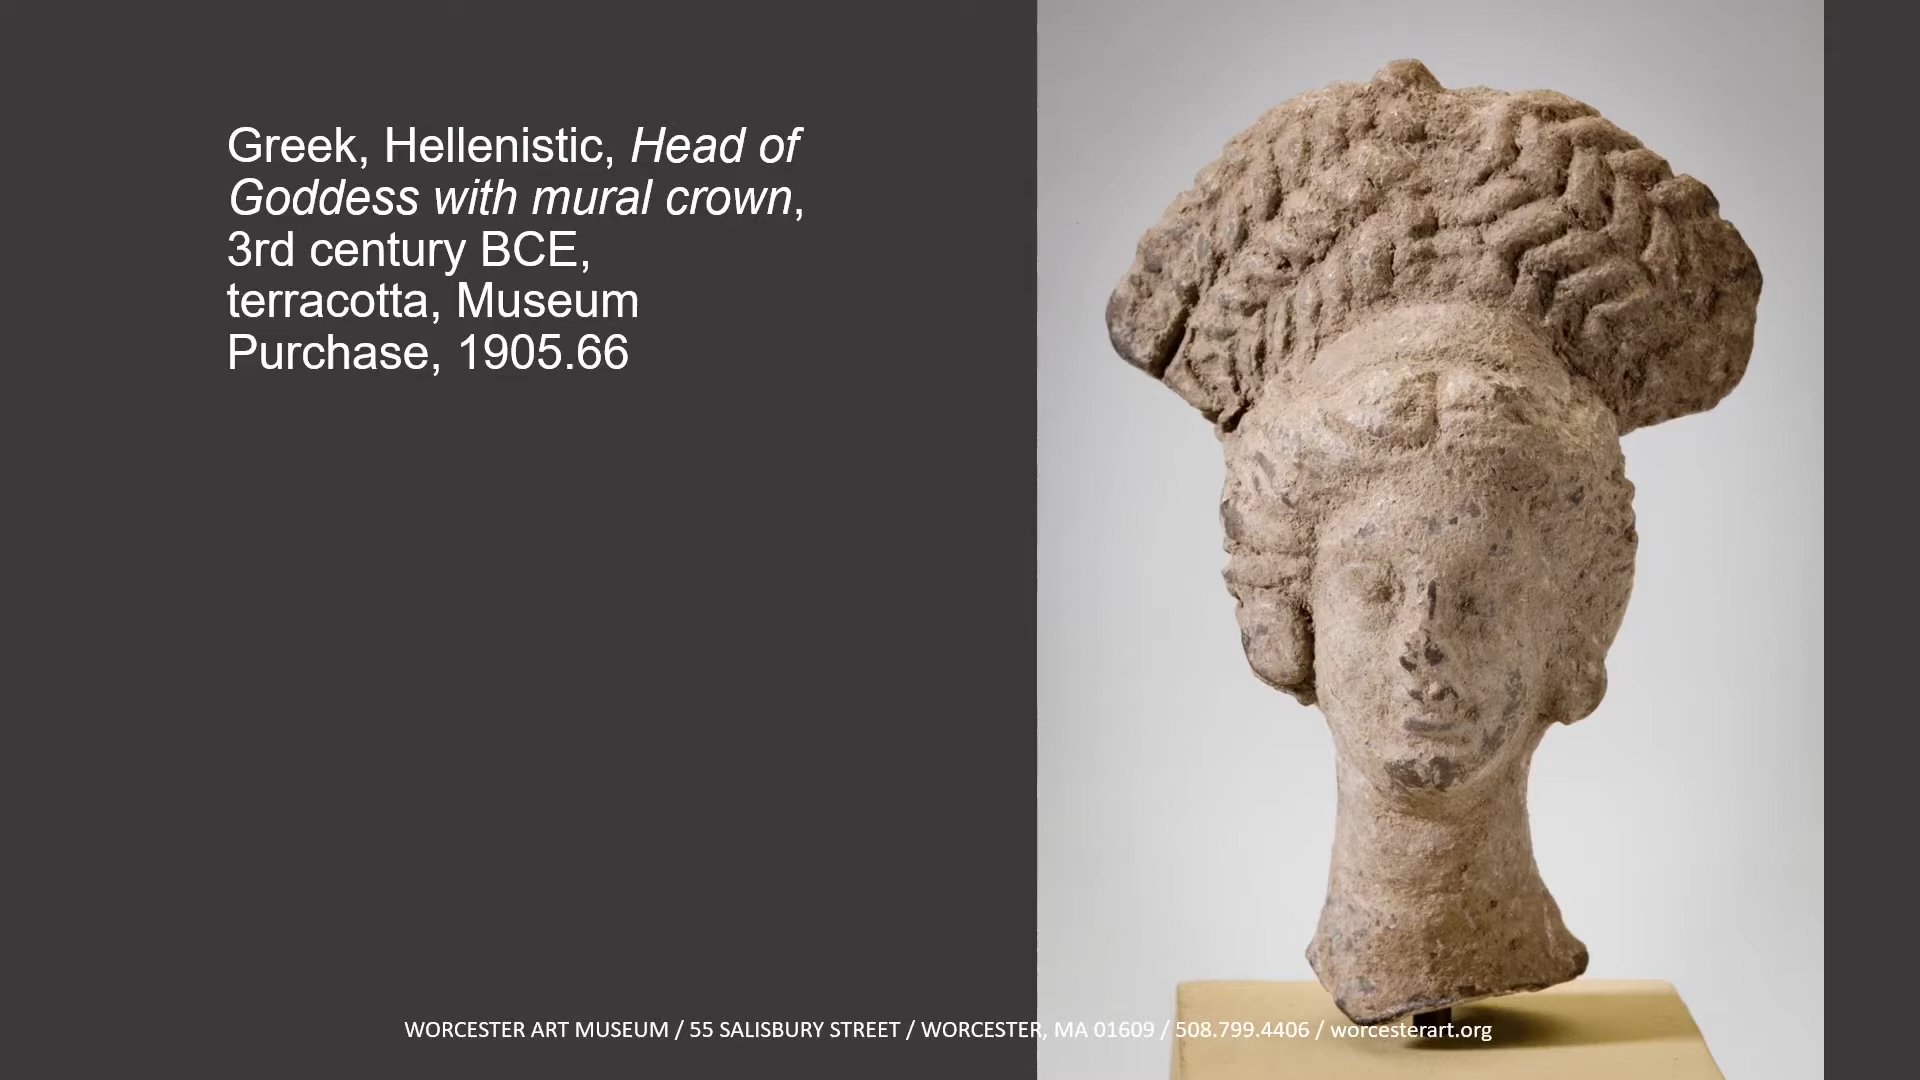 Greek, Hellenistic, Head of
Goddess with mural crown,
3rd century BCE,
terracotta, Museum
Purchase, 1905.66
WORCESTER ART MUSEUM / 55 SALISBURY STREET / WORCESTER, MA 01609 / 508.799.4406 / worcesterart.org